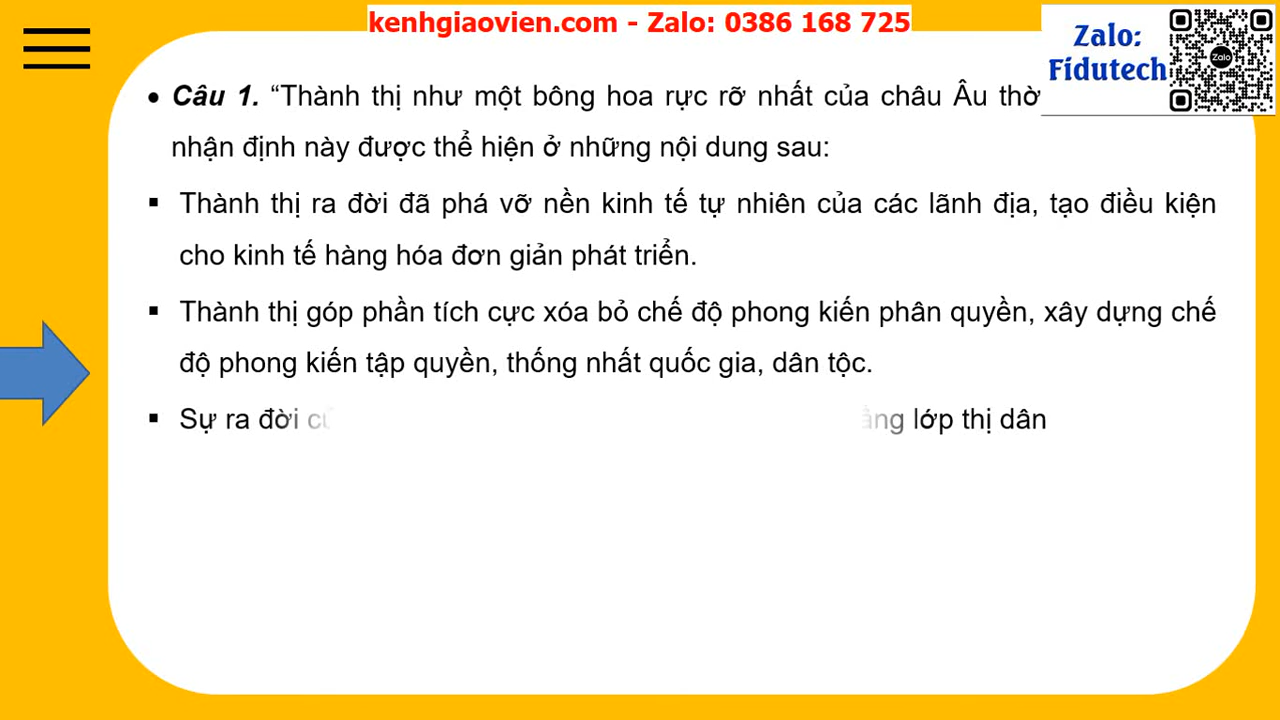 kenhgiaovien.com - Zalo: 0386 168 725
Zalo:
Fidutech
Zalo
• Câu 1. “Thành thị như một bông hoa rực rỡ nhất của châu Âu
nhận định này được thể hiện ở những nội dung sau:
▪ Thành thị ra đời đã phá vỡ nền kinh tế tự nhiên của các lãnh địa, tạo điều kiện
cho kinh tế hàng hóa đơn giản phát triển.
▪ Thành thị góp phần tích cực xóa bỏ chế độ phong kiến phân quyền, xây dựng chế
độ phong kiến tập quyền, thống nhất quốc gia, dân tộc.
▪ Sự ra đời lớp thị dân